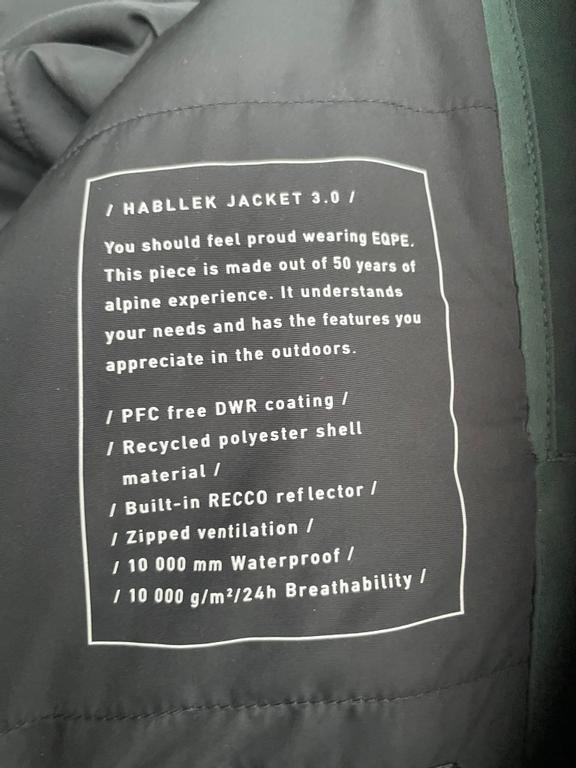 / HABLLEK JACKET 3.0 /
You should feel proud wearing EQPE.
This piece is made out of 50 years of
alpine experience. It understands
your needs and has the features you
appreciate in the outdoors.
/ PFC free DWR coating /
/ Recycled polyester shell
material /
/ Built-in RECCO reflector /
/ Zipped ventilation /
/ 10 000 mm Waterproof /
/ 10 000 g/m²/24h Breathability /